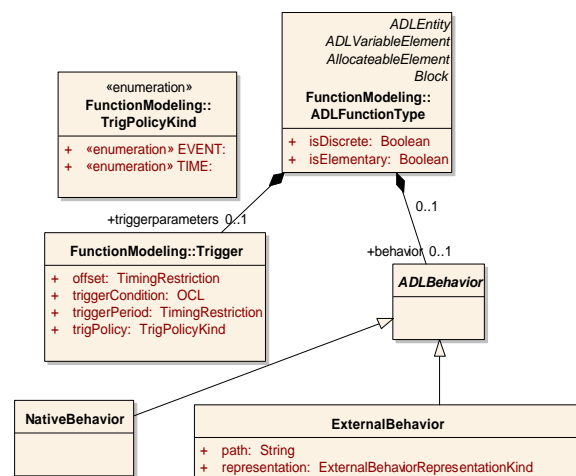 ADLEntity
ADLVariableElement
AllocateableElement
Block
FunctionModeling::
ADLFunctionType
+ isDiscrete: Boolean
+ isElementary: Boolean
«enumeration»
FunctionModeling::
TrigPolicyKind
+ «enumeration» EVENT:
+ «enumeration» TIME:
0..1
+triggerparameters 0..1
+behavior 0..1
FunctionModeling::Trigger
+ offset: TimingRestriction
+ triggerCondition: OCL
+ triggerPeriod: TimingRestriction
+ trigPolicy: TrigPolicyKind
ADLBehavior
NativeBehavior
ExternalBehavior
+ path: String
+ representation: ExternalBehaviorRepresentationKind